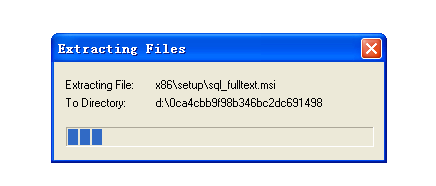 Extracting Files
Extracting File: x86\setup\sql_fulltext.msi
To Directory: d:\0ca4cbb9f98b346bc2dc691498